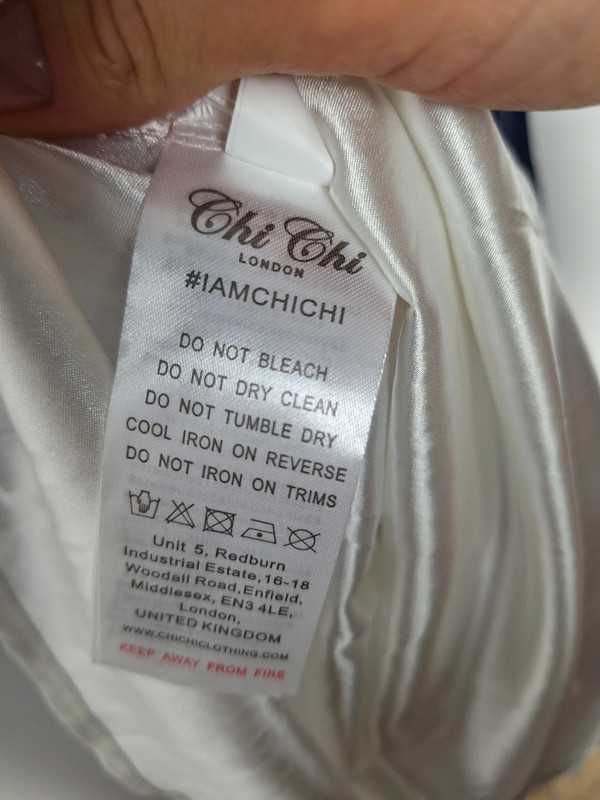 Chi Chi
LONDON
#IAMCHICHI
DO NOT BLEACH
DO NOT DRY CLEAN
DO NOT TUMBLE DRY
COOL IRON ON REVERSE
DO NOT IRON ON TRIMS
Unit 5, Redburn
Industrial Estate,16-18
Woodall Road,Enfield,
Middlesex, EN3 4LE,
London,
UNITED KINGDOM
WWW.CHICHICLOTHING.COM
KEEP AWAY FROM FIRE